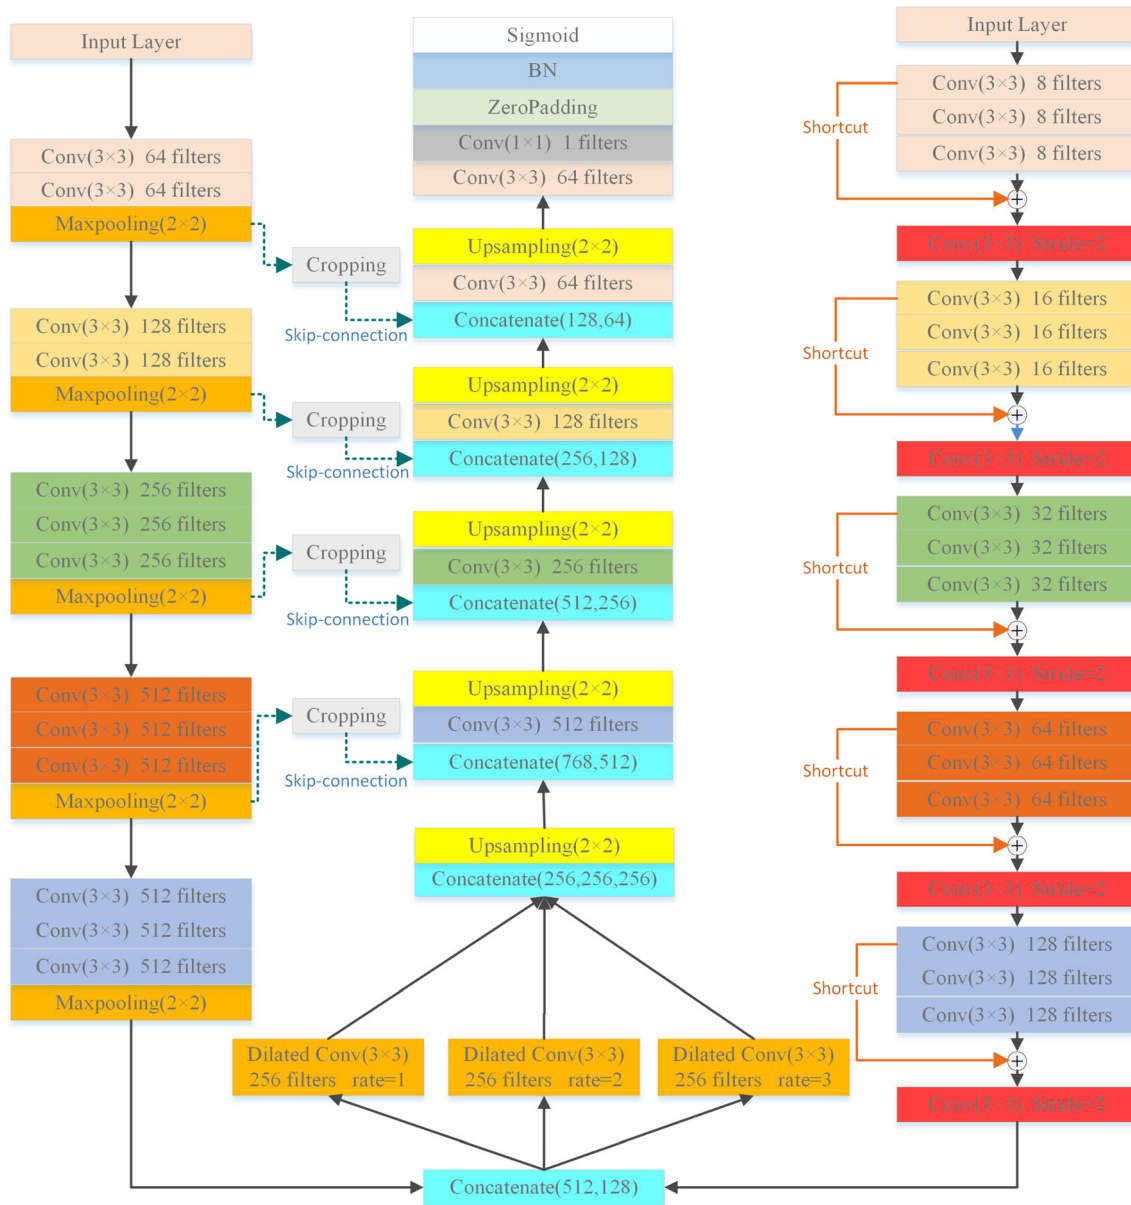 Input Layer
Conv(3×3) 64 filters
Conv(3×3) 64 filters
Maxpooling(2×2)
Conv(3×3) 128 filters
Conv(3×3) 128 filters
Maxpooling(2×2)
Conv(3×3) 256 filters
Conv(3×3) 256 filters
Conv(3×3) 256 filters
Maxpooling(2×2)
Conv(3×3) 512 filters
Conv(3×3) 512 filters
Conv(3×3) 512 filters
Maxpooling(2×2)
Conv(3×3) 512 filters
Conv(3×3) 512 filters
Conv(3×3) 512 filters
Maxpooling(2×2)
Cropping
Skip-connection
Cropping
Skip-connection
Cropping
Skip-connection
Cropping
Skip-connection
Sigmoid
BN
ZeroPadding
Conv(1×1) 1 filters
Conv(3×3) 64 filters
Upsampling(2×2)
Conv(3×3) 64 filters
Concatenate(128,64)
Upsampling(2×2)
Conv(3×3) 128 filters
Concatenate(256,128)
Upsampling(2×2)
Conv(3×3) 256 filters
Concatenate(512,256)
Upsampling(2×2)
Conv(3×3) 512 filters
Concatenate(768,512)
Upsampling(2×2)
Concatenate(256,256,256)
Dilated Conv(3×3)
256 filters rate=1
Dilated Conv(3×3)
256 filters rate=2
Dilated Conv(3×3)
256 filters rate=3
Concatenate(512,128)
Input Layer
Conv(3×3) 8 filters
Conv(3×3) 8 filters
Conv(3×3) 8 filters
Shortcut
+
Conv(3×3) Stride=2
Conv(3×3) 16 filters
Conv(3×3) 16 filters
Conv(3×3) 16 filters
Shortcut
+
Conv(3×3) Stride=2
Conv(3×3) 32 filters
Conv(3×3) 32 filters
Conv(3×3) 32 filters
Shortcut
+
Conv(3×3) Stride=2
Conv(3×3) 64 filters
Conv(3×3) 64 filters
Conv(3×3) 64 filters
Shortcut
+
Conv(3×3) Stride=2
Conv(3×3) 128 filters
Conv(3×3) 128 filters
Conv(3×3) 128 filters
Shortcut
+
Conv(3×3) Stride=2